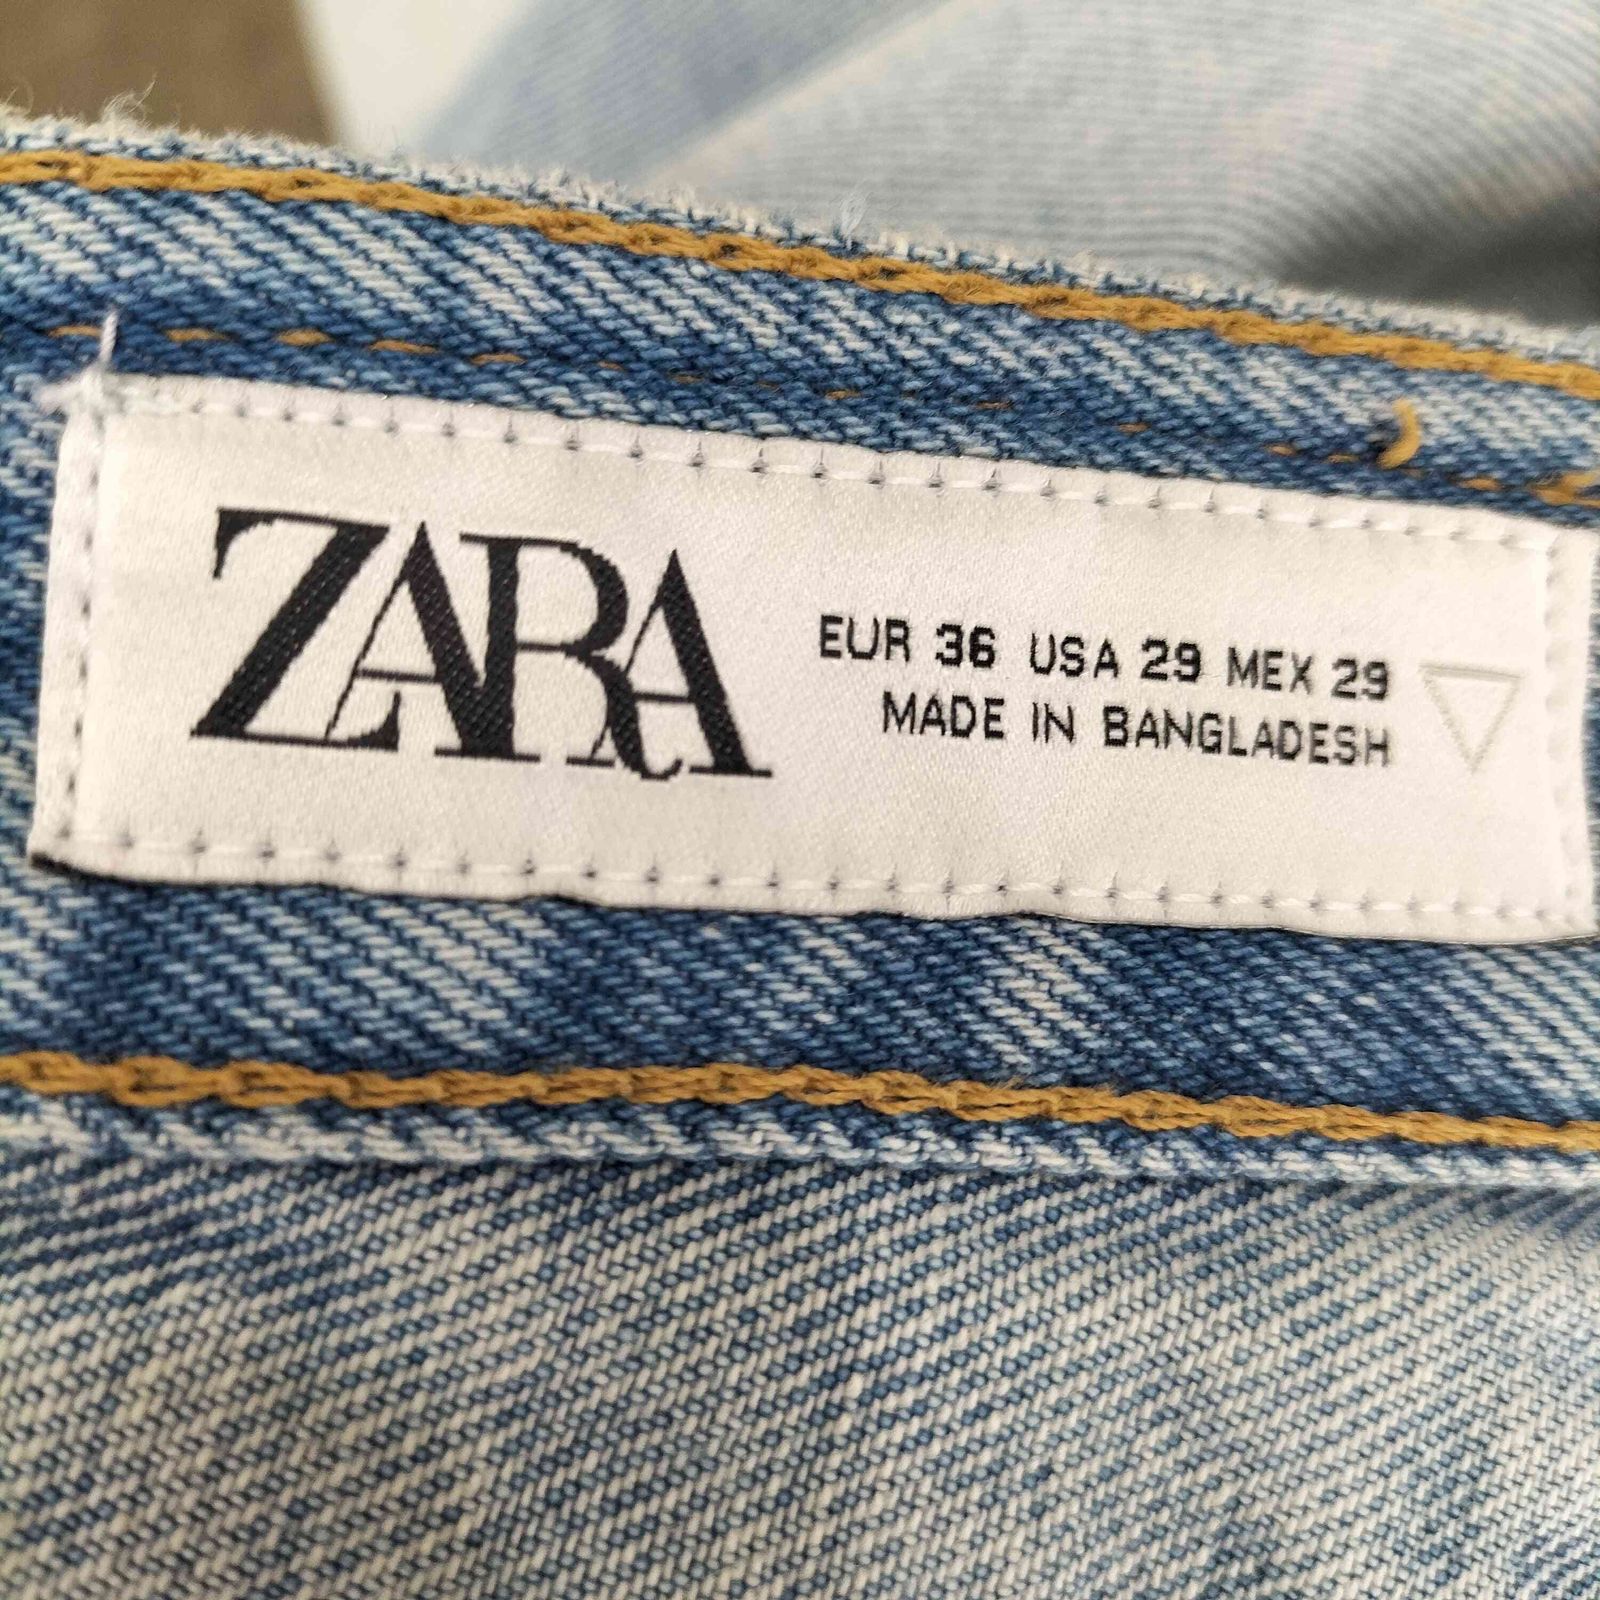 ZARA
EUR 36 USA 29 MEX 29
MADE IN BANGLADESH